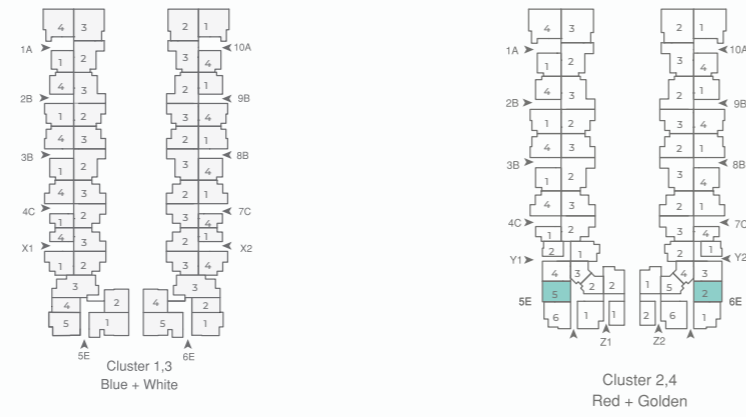 4 3 2 1 4 3 2 1
1A 10A 1A 10A
1 2 3 4 1 2 3 4
4 3 2 1 4 3 2 1
2B 9B 2B 9B
1 2 3 4 1 2 3 4
4 3 2 1 4 3 2 1
3B 8B 3B 8B
1 2 3 4 1 2 3 4
4 3 2 1 4 3 2 1
4C 7C 4C 7C
1 2 3 4 1 2 3 4
4 3 2 1 2 1 2 1
X1 X2 Y1 Y2
1 2 3 4 4 3 2 2 1 5 4 3
3 3
4 2 4 2 5E 5 2 6E
5 1 5 1 6 1 1 2 6 1
5E 6E Z1 Z2
Cluster 1,3
Blue + White
Cluster 2,4
Red + Golden